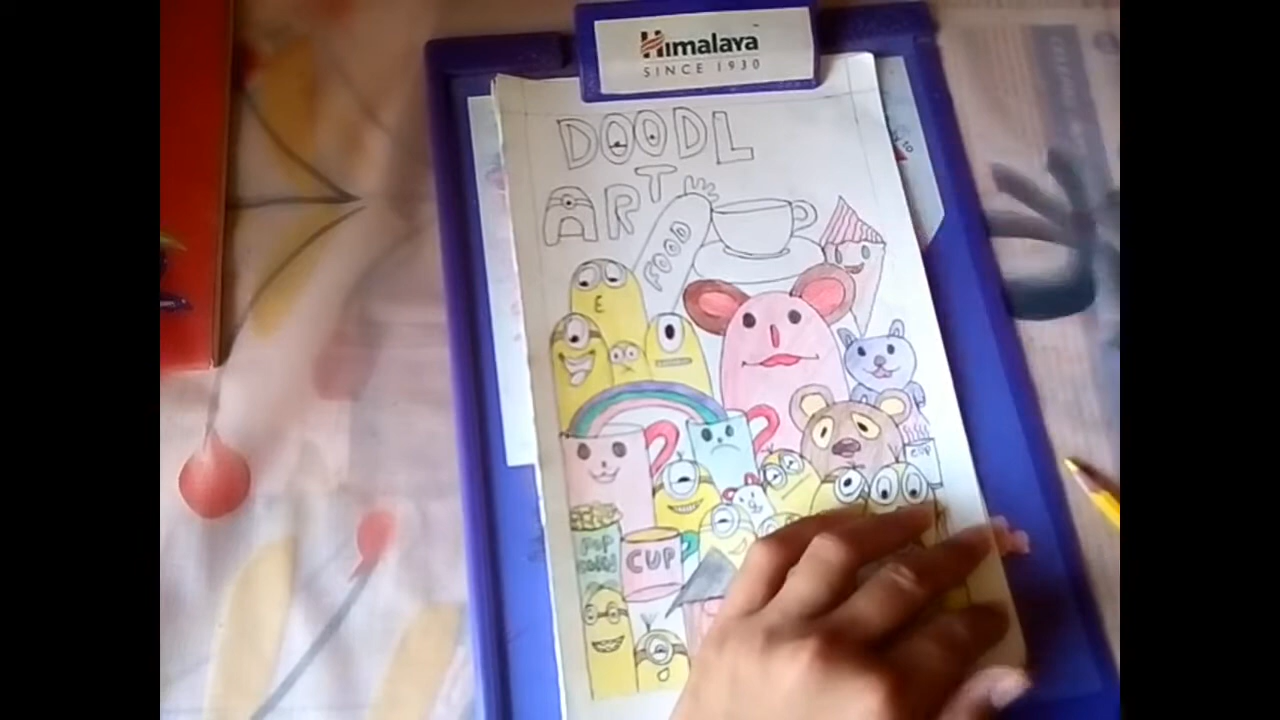 Himalaya
SINCE 1930
DOODL
ART
FOOD
CUP
POP
CORN
CUP